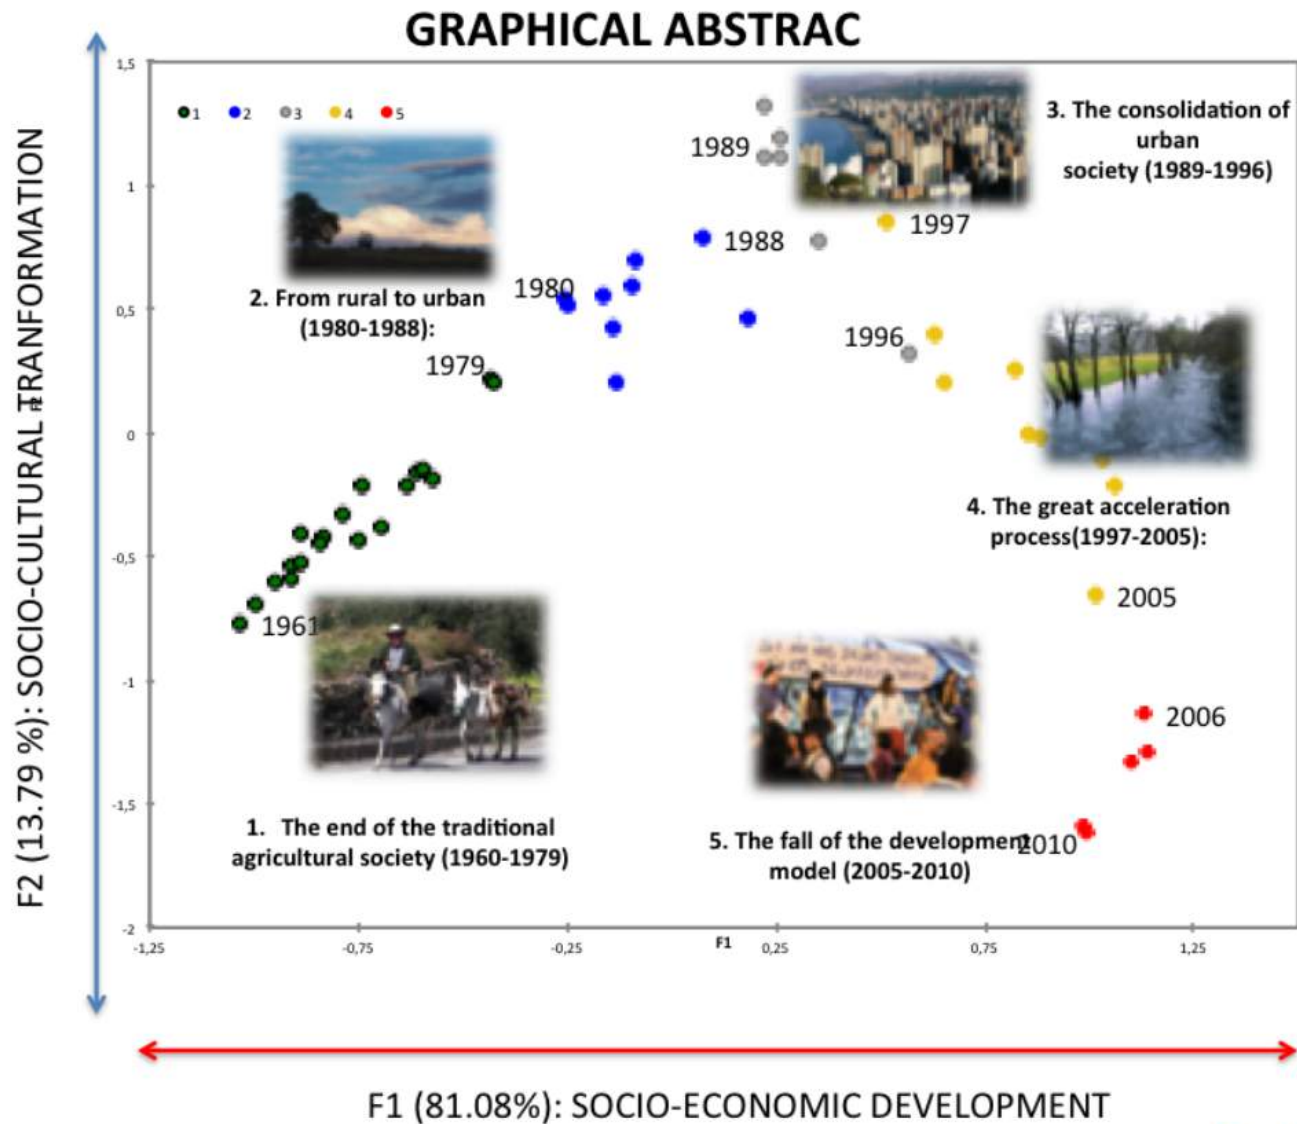 GRAPHICAL ABSTRAC
F2 (13.79 %): SOCIO-CULTURAL TRANFORMATION
F2
1,5
1
0,5
0
-0,5
-1
-1,5
-2
1 2 3 4 5
1989
3. The consolidation of
urban
society (1989-1996)
1997
1988
1980
2. From rural to urban
(1980-1988):
1996
1979
4. The great acceleration
process(1997-2005):
2005
1961
2006
1. The end of the traditional
agricultural society (1960-1979)
5. The fall of the development
model (2005-2010)
2010
-1,25
-0,75
-0,25
F1
0,25
0,75
1,25
F1 (81.08%): SOCIO-ECONOMIC DEVELOPMENT